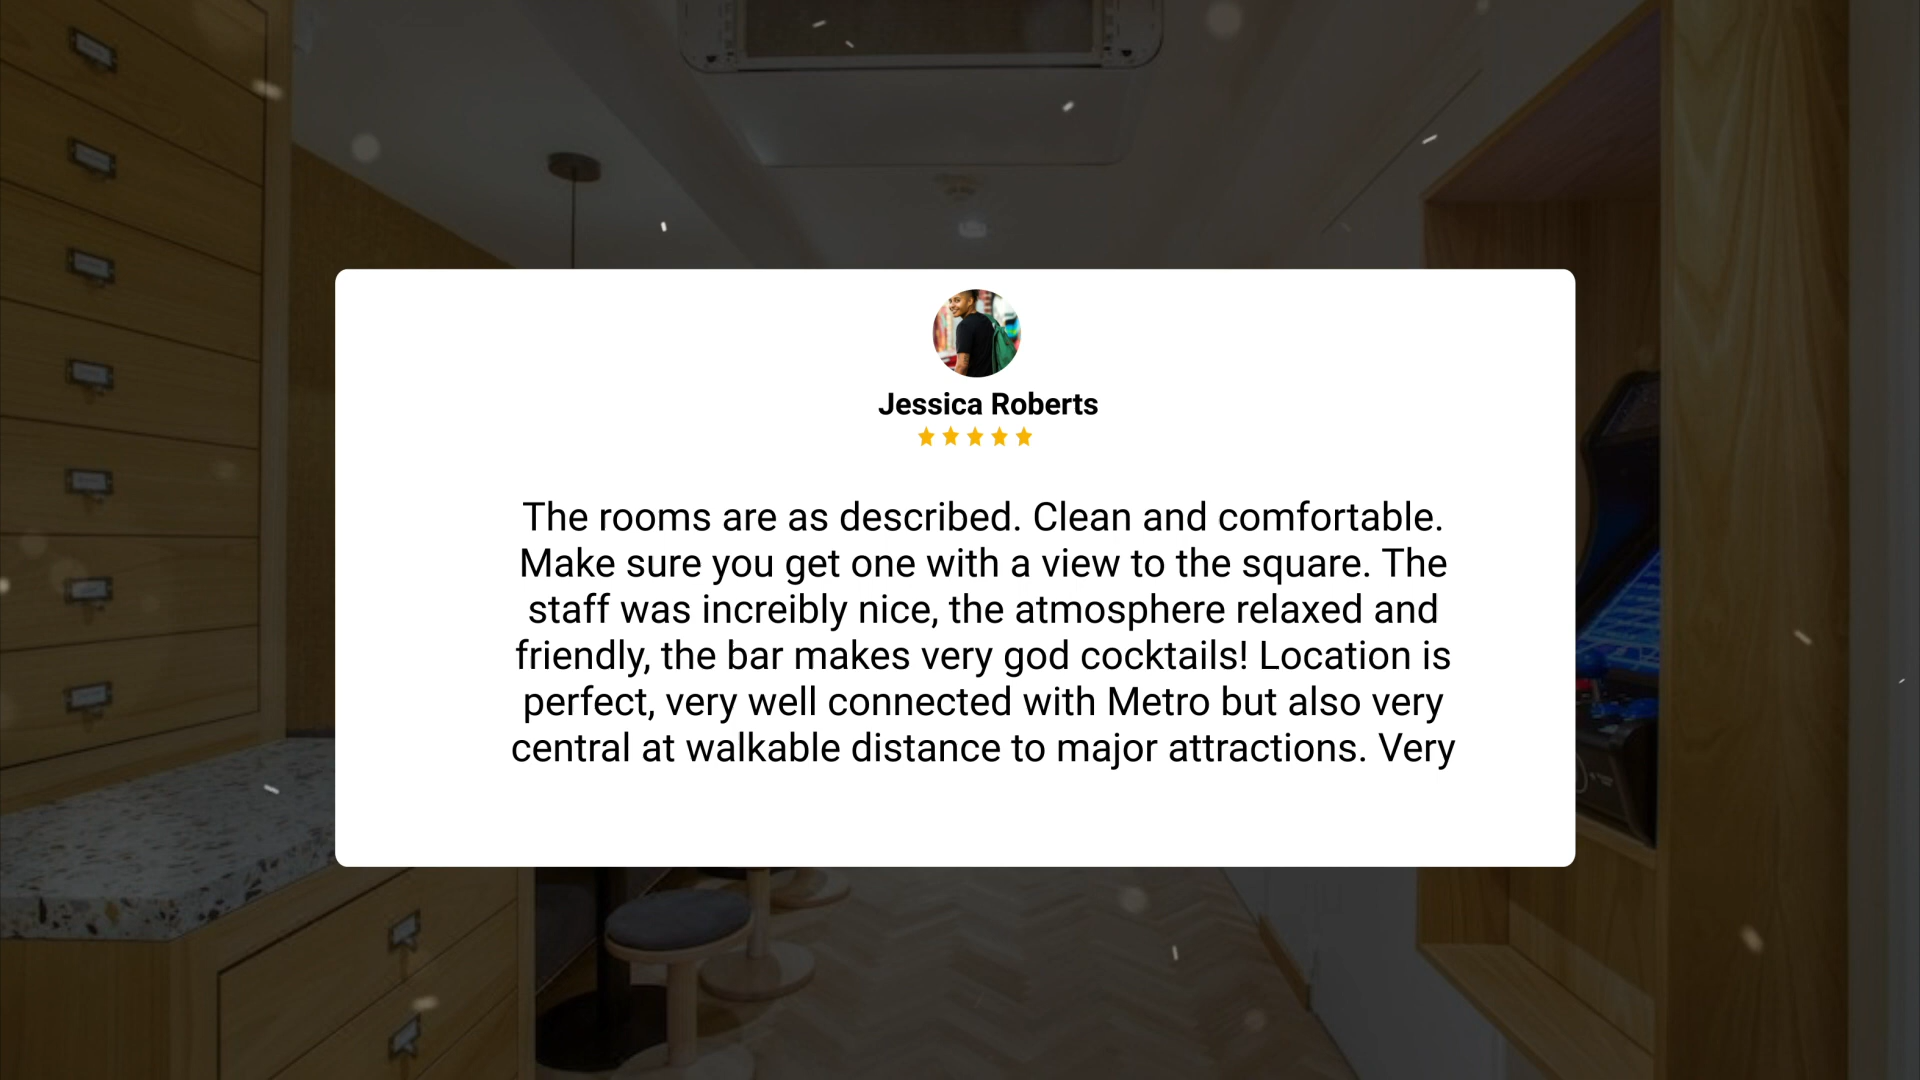 Jessica Roberts
The rooms are as described. Clean and comfortable.
Make sure you get one with a view to the square. The
staff was increibly nice, the atmosphere relaxed and
friendly, the bar makes very god cocktails! Location is
perfect, very well connected with Metro but also very
central at walkable distance to major attractions. Very